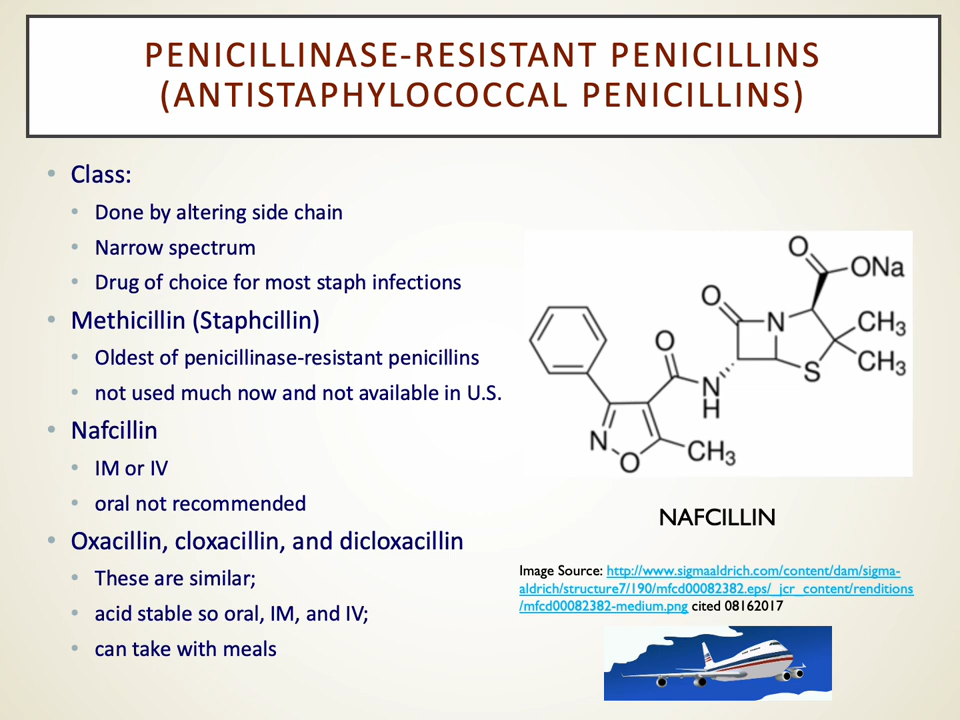 PENICILLINASE-RESISTANT PENICILLINS
(ANTISTAPHYLOCOCCAL PENICILLINS)
• Class:
• Done by altering side chain
• Narrow spectrum
• Drug of choice for most staph infections
• Methicillin (Staphcillin)
• Oldest of penicillinase-resistant penicillins
• not used much now and not available in U.S.
• Nafcillin
• IM or IV
• oral not recommended
• Oxacillin, cloxacillin, and dicloxacillin
• These are similar;
• acid stable so oral, IM, and IV;
• can take with meals
O
ONa
O
N
CH3
O
CH3
N
H
S
N
O
CH3
NAFCILLIN
Image Source: http://www.sigmaaldrich.com/content/dam/sigma-
aldrich/structure7/190/mfcd00082382.eps/_jcr_content/renditions
/mfcd00082382-medium.png cited 08162017